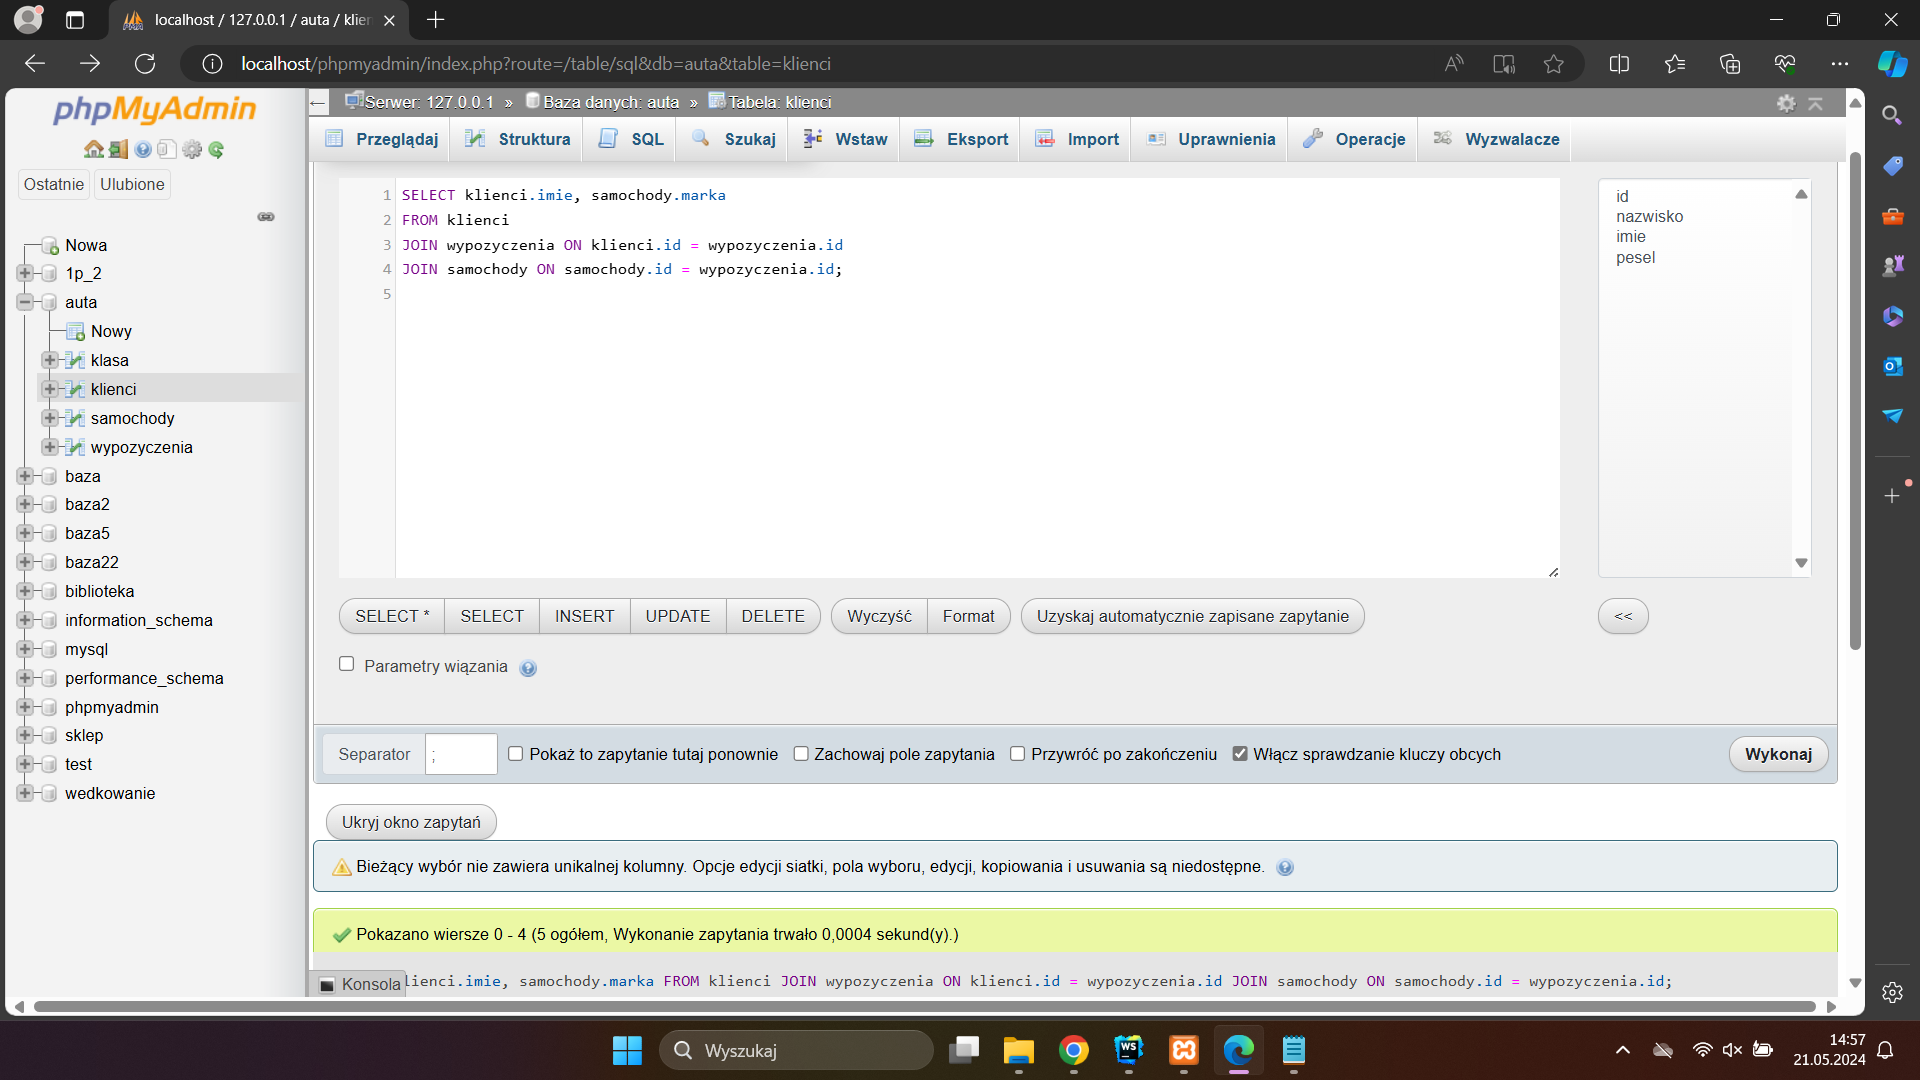 localhost / 127.0.0.1 / auta / klien
localhost/phpmyadmin/index.php?route=/table/sql&db=auta&table=klienci
phpMyAdmin
Ostatnie
Ulubione
Nowa
1p_2
auta
Nowy
klasa
klienci
samochody
wypozyczenia
baza
baza2
baza5
baza22
biblioteka
information_schema
mysql
performance_schema
phpmyadmin
sklep
test
wedkowanie
Serwer: 127.0.0.1 » Baza danych: auta » Tabela: klienci
Przeglądaj Struktura SQL Szukaj Wstaw Eksport Import Uprawnienia Operacje Wyzwalacze
1 SELECT klienci.imie, samochody.marka
2 FROM klienci
3 JOIN wypozyczenia ON klienci.id = wypozyczenia.id
4 JOIN samochody ON samochody.id = wypozyczenia.id;
5
id
nazwisko
imie
pesel
SELECT * SELECT INSERT UPDATE DELETE Wyczyść Format Uzyskaj automatycznie zapisane zapytanie <<
Parametry wiązania
Separator ; Pokaż to zapytanie tutaj ponownie Zachowaj pole zapytania Przywróć po zakończeniu Włącz sprawdzanie kluczy obcych Wykonaj
Ukryj okno zapytań
Bieżący wybór nie zawiera unikalnej kolumny. Opcje edycji siatki, pola wyboru, edycji, kopiowania i usuwania są niedostępne.
Pokazano wiersze 0 - 4 (5 ogółem, Wykonanie zapytania trwało 0,0004 sekund(y).)
Konsola lienci.imie, samochody.marka FROM klienci JOIN wypozyczenia ON klienci.id = wypozyczenia.id JOIN samochody ON samochody.id = wypozyczenia.id;
Wyszukaj
WS
14:57
21.05.2024